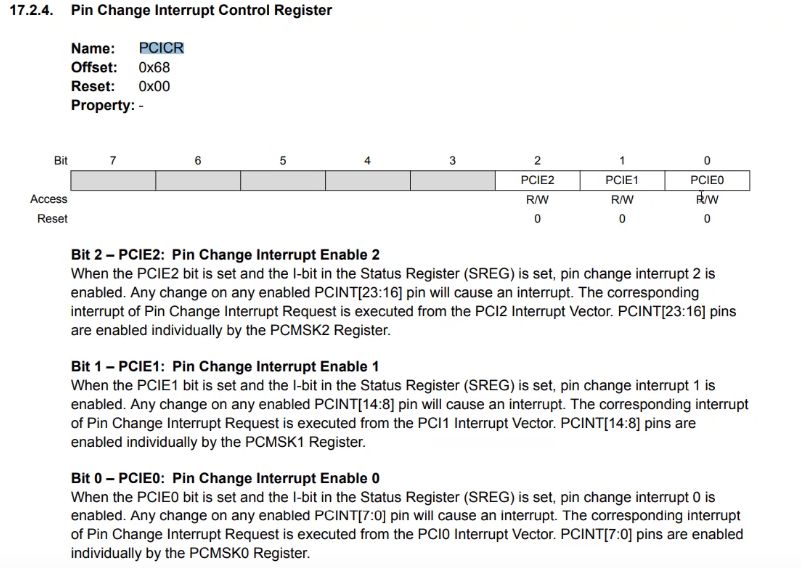 17.2.4. Pin Change Interrupt Control Register
Name: PCICR
Offset: 0x68
Reset: 0x00
Property: -
Bit 7 6 5 4 3 2 1 0
PCIE2 PCIE1 PCIE0
Access R/W R/W R/W
Reset 0 0 0
Bit 2 – PCIE2: Pin Change Interrupt Enable 2
When the PCIE2 bit is set and the I-bit in the Status Register (SREG) is set, pin change interrupt 2 is
enabled. Any change on any enabled PCINT[23:16] pin will cause an interrupt. The corresponding
interrupt of Pin Change Interrupt Request is executed from the PCI2 Interrupt Vector. PCINT[23:16] pins
are enabled individually by the PCMSK2 Register.
Bit 1 – PCIE1: Pin Change Interrupt Enable 1
When the PCIE1 bit is set and the I-bit in the Status Register (SREG) is set, pin change interrupt 1 is
enabled. Any change on any enabled PCINT[14:8] pin will cause an interrupt. The corresponding interrupt
of Pin Change Interrupt Request is executed from the PCI1 Interrupt Vector. PCINT[14:8] pins are
enabled individually by the PCMSK1 Register.
Bit 0 – PCIE0: Pin Change Interrupt Enable 0
When the PCIE0 bit is set and the I-bit in the Status Register (SREG) is set, pin change interrupt 0 is
enabled. Any change on any enabled PCINT[7:0] pin will cause an interrupt. The corresponding interrupt
of Pin Change Interrupt Request is executed from the PCI0 Interrupt Vector. PCINT[7:0] pins are enabled
individually by the PCMSK0 Register.